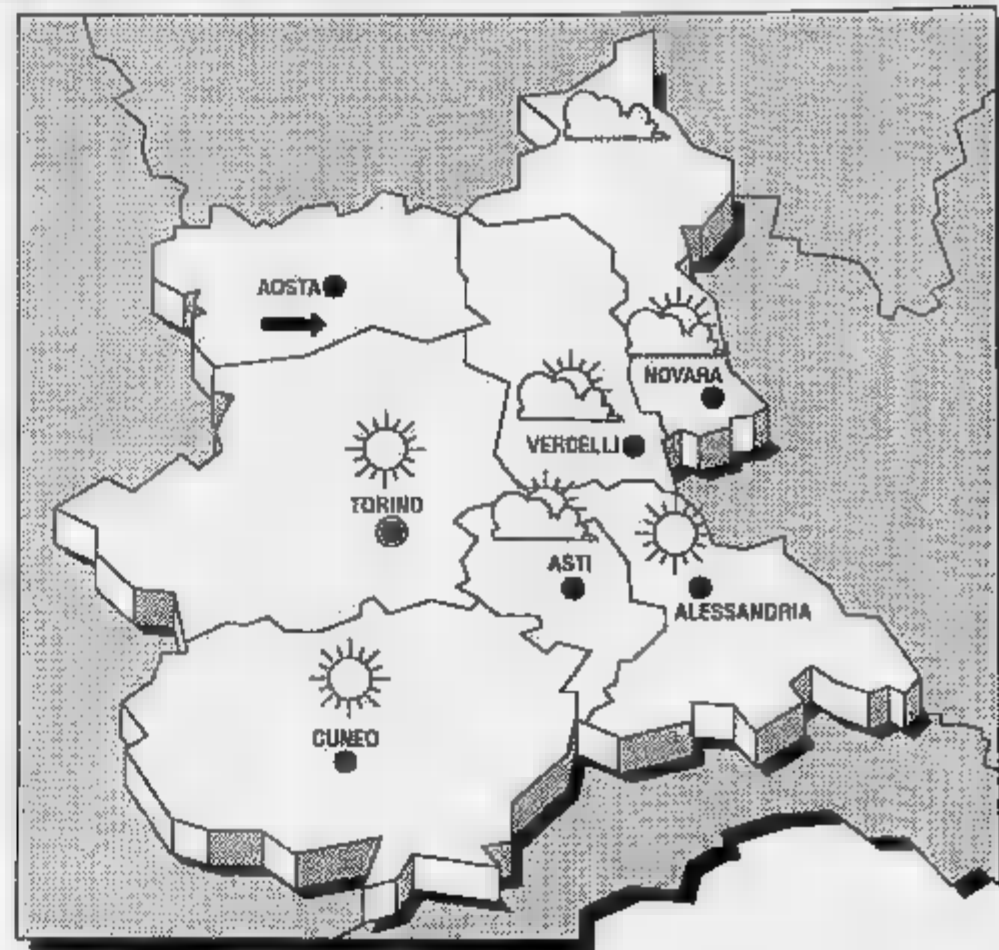 AOSTA
NOVARA
VERCELLI
TORINO
ASTI
ALESSANDRIA
CUNEO